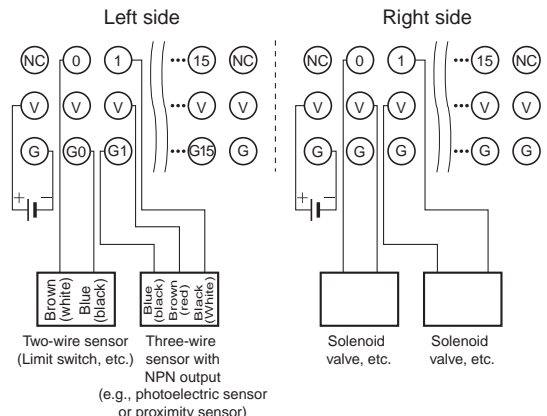 Left side
Right side
NC 0 1 ••• 15 NC
V V V ••• V V
G G0 G1 ••• G15 G
+ −
Brown (white)
Blue (black)
Blue (black)
Brown (red)
Black (White)
Two-wire sensor
(Limit switch, etc.)
Three-wire
sensor with
NPN output
(e.g., photoelectric sensor
or proximity sensor)
NC 0 1 ••• 15 NC
V V V ••• V V
G G G ••• G G
+ −
Solenoid
valve, etc.
Solenoid
valve, etc.